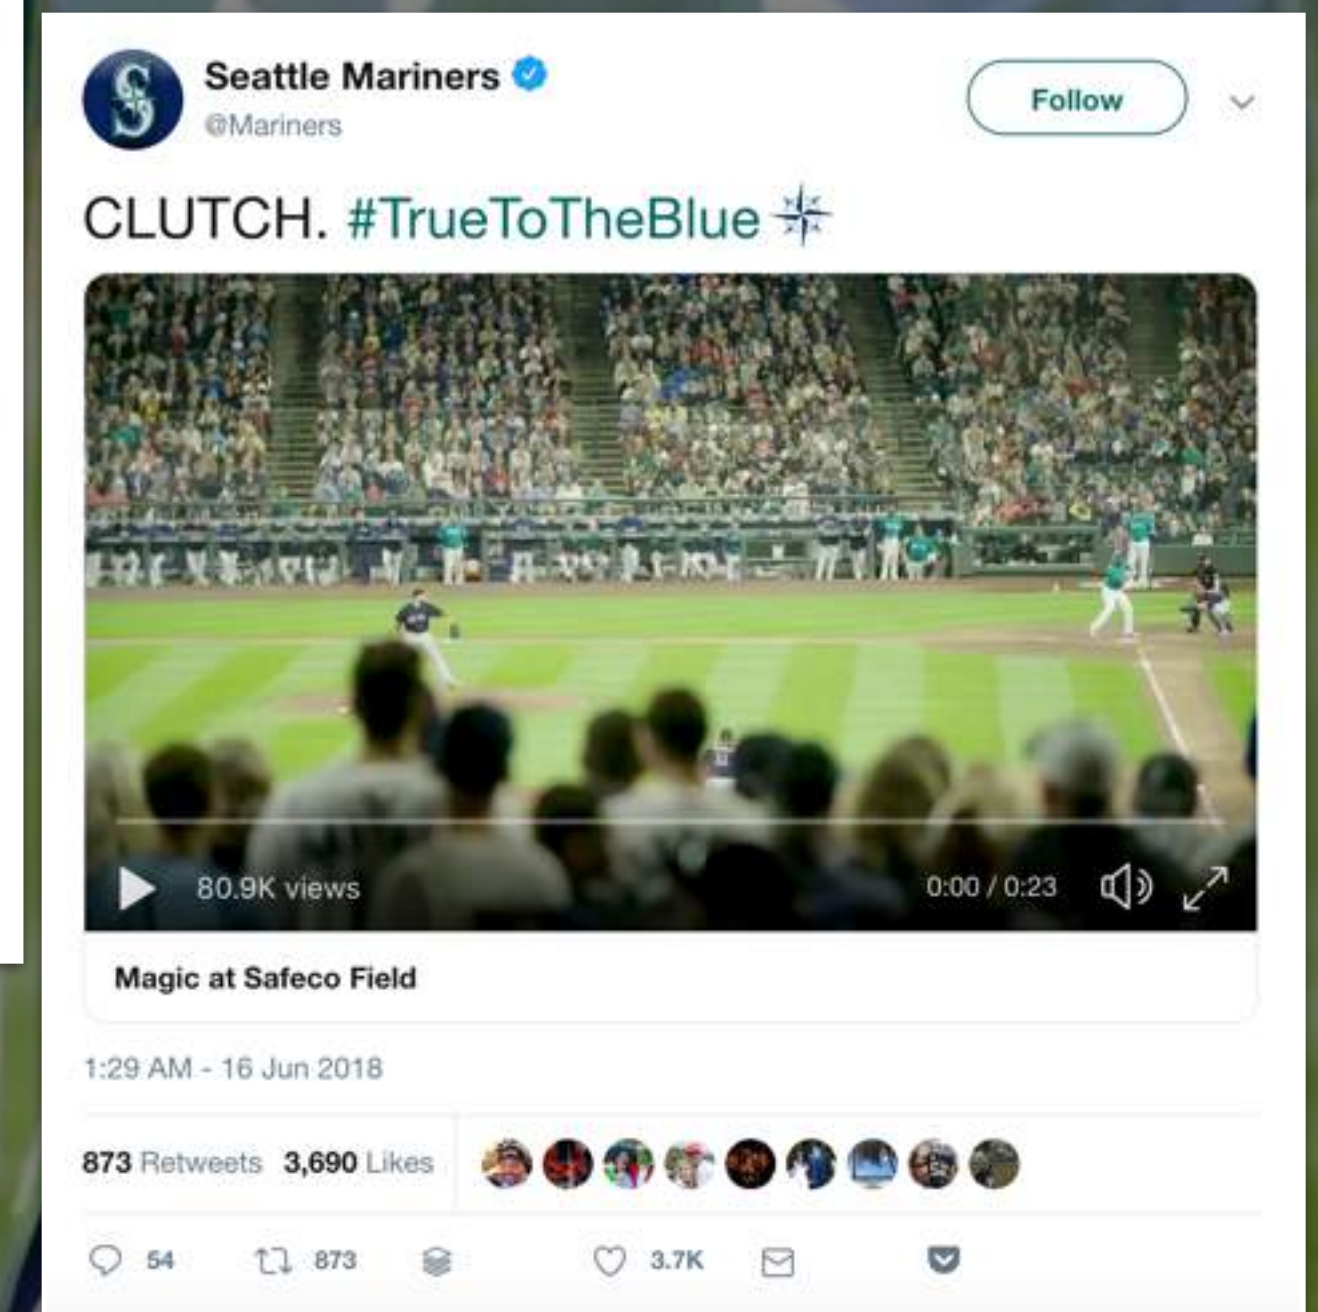 Seattle Mariners
@Mariners
Follow
CLUTCH. #TrueToTheBlue
80.9K views
0:00 / 0:23
Magic at Safeco Field
1:29 AM - 16 Jun 2018
873 Retweets 3,690 Likes
54 873 3.7K